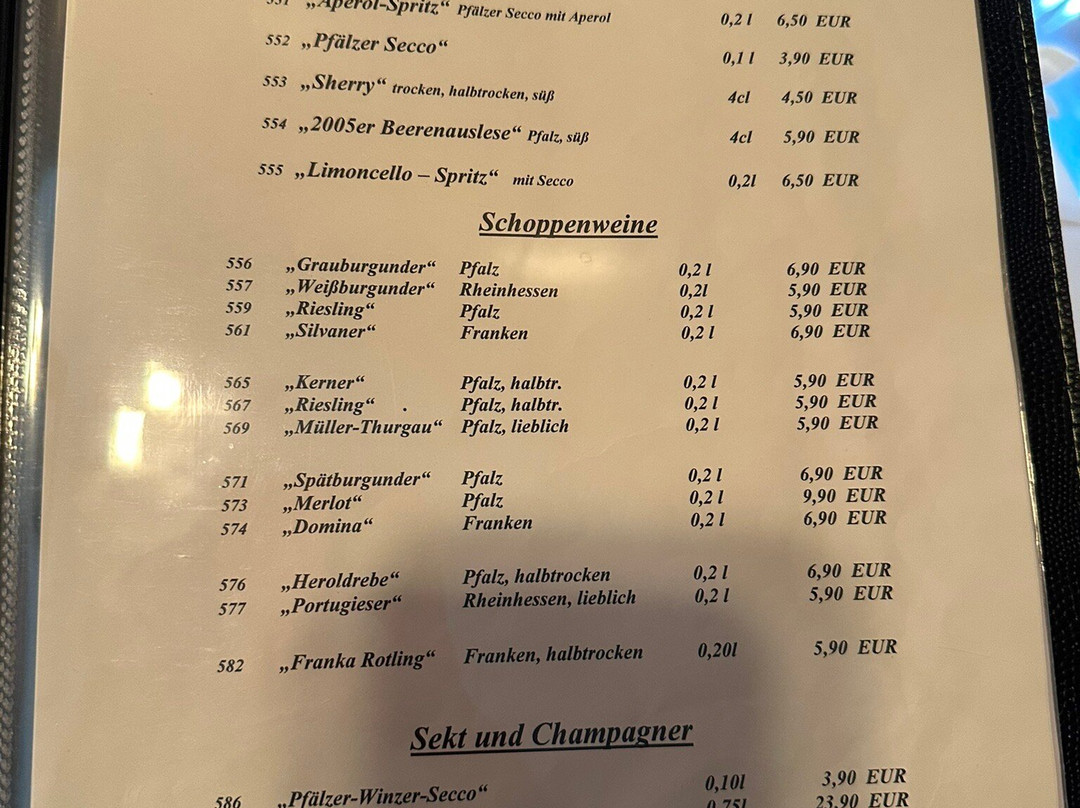 551 „Aperol-Spritz“ Pfälzer Secco mit Aperol 0,2 l 6,50 EUR
552 „Pfälzer Secco“ 0,1 l 3,90 EUR
553 „Sherry“ trocken, halbtrocken, süß 4cl 4,50 EUR
554 „2005er Beerenauslese“ Pfalz, süß 4cl 5,90 EUR
555 „Limoncello – Spritz“ mit Secco 0,2l 6,50 EUR
Schoppenweine
556 „Grauburgunder“ Pfalz 0,2 l 6,90 EUR
557 „Weißburgunder“ Rheinhessen 0,2l 5,90 EUR
559 „Riesling“ Pfalz 0,2 l 5,90 EUR
561 „Silvaner“ Franken 0,2 l 6,90 EUR
565 „Kerner“ Pfalz, halbtr. 0,2 l 5,90 EUR
567 „Riesling“ . Pfalz, halbtr. 0,2 l 5,90 EUR
569 „Müller-Thurgau“ Pfalz, lieblich 0,2 l 5,90 EUR
571 „Spätburgunder“ Pfalz 0,2 l 6,90 EUR
573 „Merlot“ Pfalz 0,2 l 9,90 EUR
574 „Domina“ Franken 0,2 l 6,90 EUR
576 „Heroldrebe“ Pfalz, halbtrocken 0,2 l 6,90 EUR
577 „Portugieser“ Rheinhessen, lieblich 0,2 l 5,90 EUR
582 „Franka Rotling“ Franken, halbtrocken 0,20l 5,90 EUR
Sekt und Champagner
586 „Pfälzer-Winzer-Secco“ 0,10l 3,90 EUR
0,75l 23,90 EUR